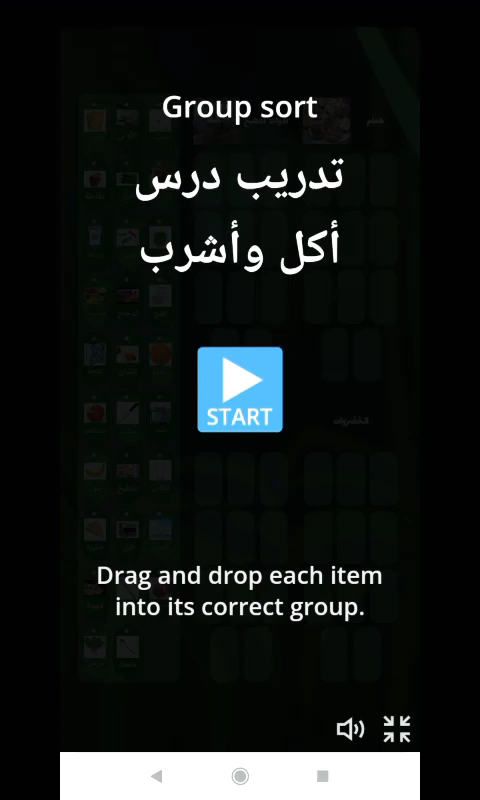 Group sort
تدريب درس
أكل وأشرب
START
Drag and drop each item
into its correct group.